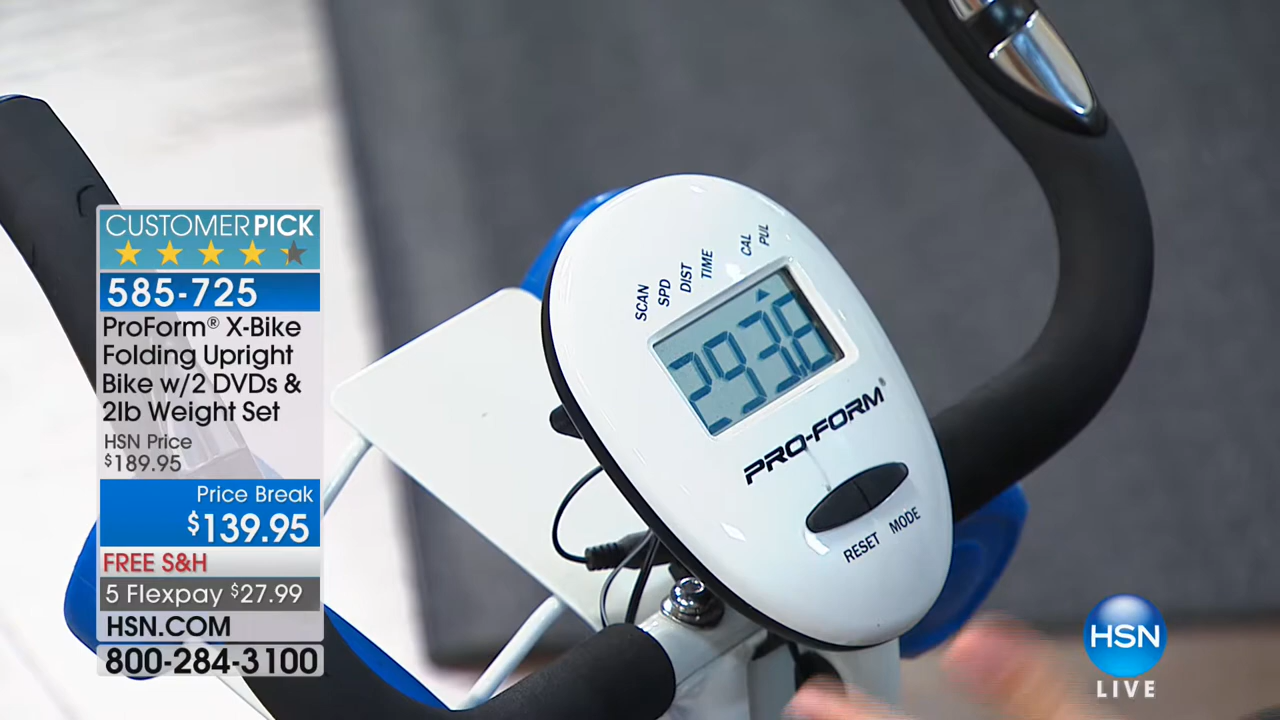 CUSTOMER PICK
585-725
ProForm® X-Bike
Folding Upright
Bike w/2 DVDs &
2lb Weight Set
HSN Price
$189.95
Price Break
$139.95
FREE S&H
5 Flexpay $27.99
HSN.COM
800-284-3100
SCAN
SPD
DIST
TIME
CAL
PUL
293.6
PRO-FORM®
RESET MODE
HSN
LIVE